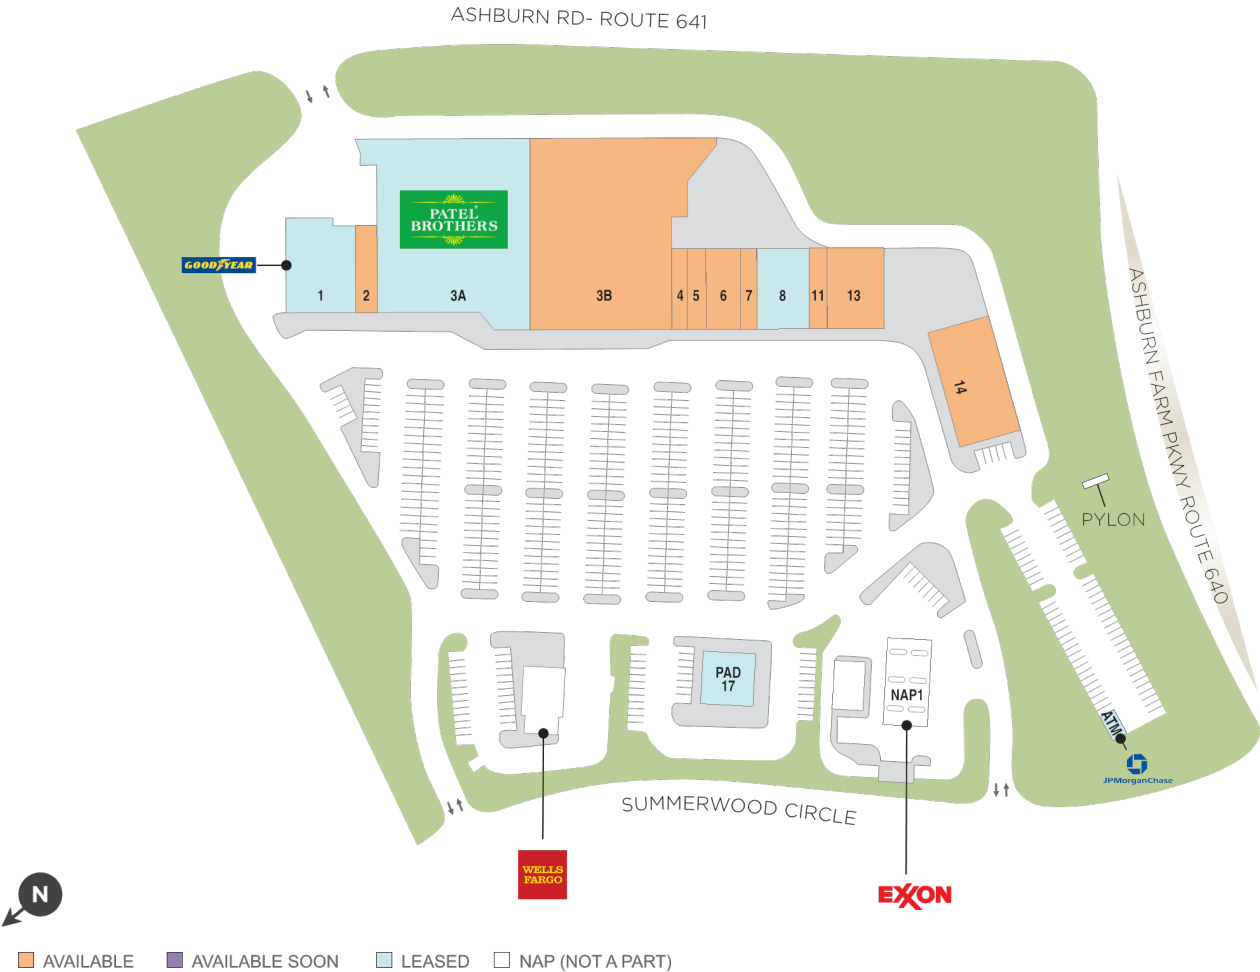 ASHBURN RD- ROUTE 641
PATEL
BROTHERS
GOODYEAR
1
2
3A
3B
4
5
6
7
8
11
13
14
ASHBURN FARM PKWY ROUTE 640
PYLON
PAD
17
NAP1
ATM
JPMorganChase
SUMMERWOOD CIRCLE
WELLS
FARGO
EXXON
N
AVAILABLE
AVAILABLE SOON
LEASED
NAP (NOT A PART)